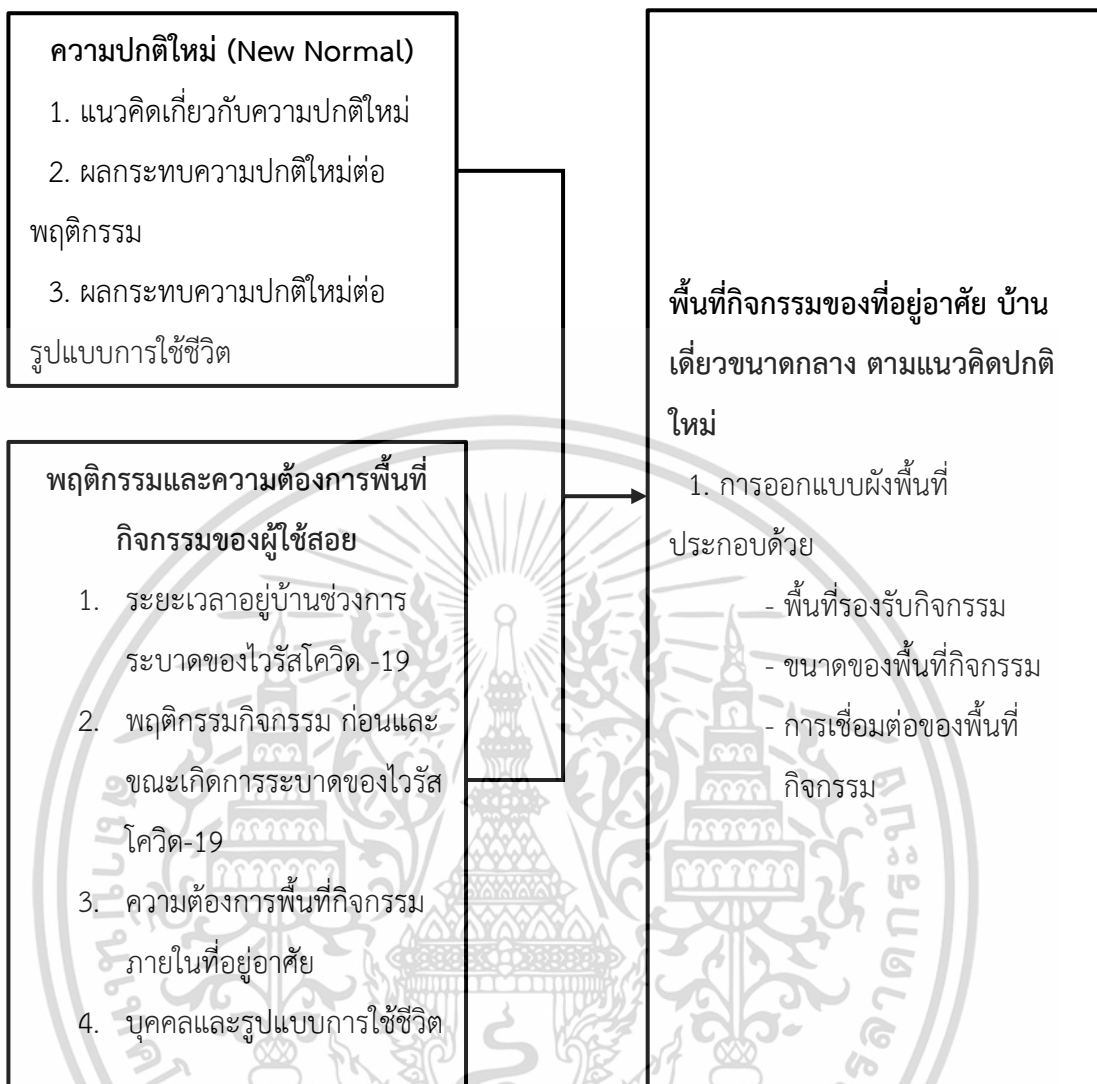 ความปกติใหม่ (New Normal)
1. แนวคิดเกี่ยวกับความปกติใหม่
2. ผลกระทบความปกติใหม่ต่อ
พฤติกรรม
3. ผลกระทบความปกติใหม่ต่อ
รูปแบบการใช้ชีวิต
พฤติกรรมและความต้องการพื้นที่
กิจกรรมของผู้ใช้สอย
1. ระยะเวลาอยู่บ้านช่วงการ
ระบาดของไวรัสโควิด -19
2. พฤติกรรมกิจกรรม ก่อนและ
ขณะเกิดการระบาดของไวรัส
โควิด-19
3. ความต้องการพื้นที่กิจกรรม
ภายในที่อยู่อาศัย
4. บุคคลและรูปแบบการใช้ชีวิต
พื้นที่กิจกรรมของที่อยู่อาศัย บ้าน
เดี่ยวขนาดกลาง ตามแนวคิดปกติ
ใหม่
1. การออกแบบผังพื้นที่
ประกอบด้วย
- พื้นที่รองรับกิจกรรม
- ขนาดของพื้นที่กิจกรรม
- การเชื่อมต่อของพื้นที่
กิจกรรม